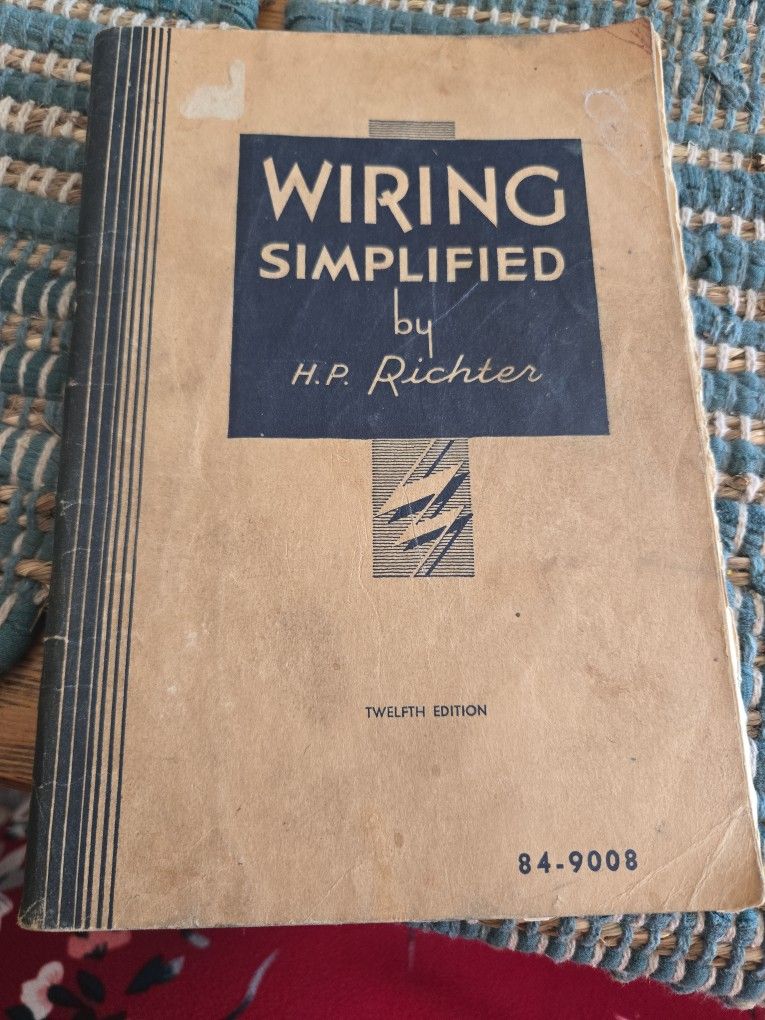 WIRING
SIMPLIFIED
by
H.P. Richter
TWELFTH EDITION
84-9008